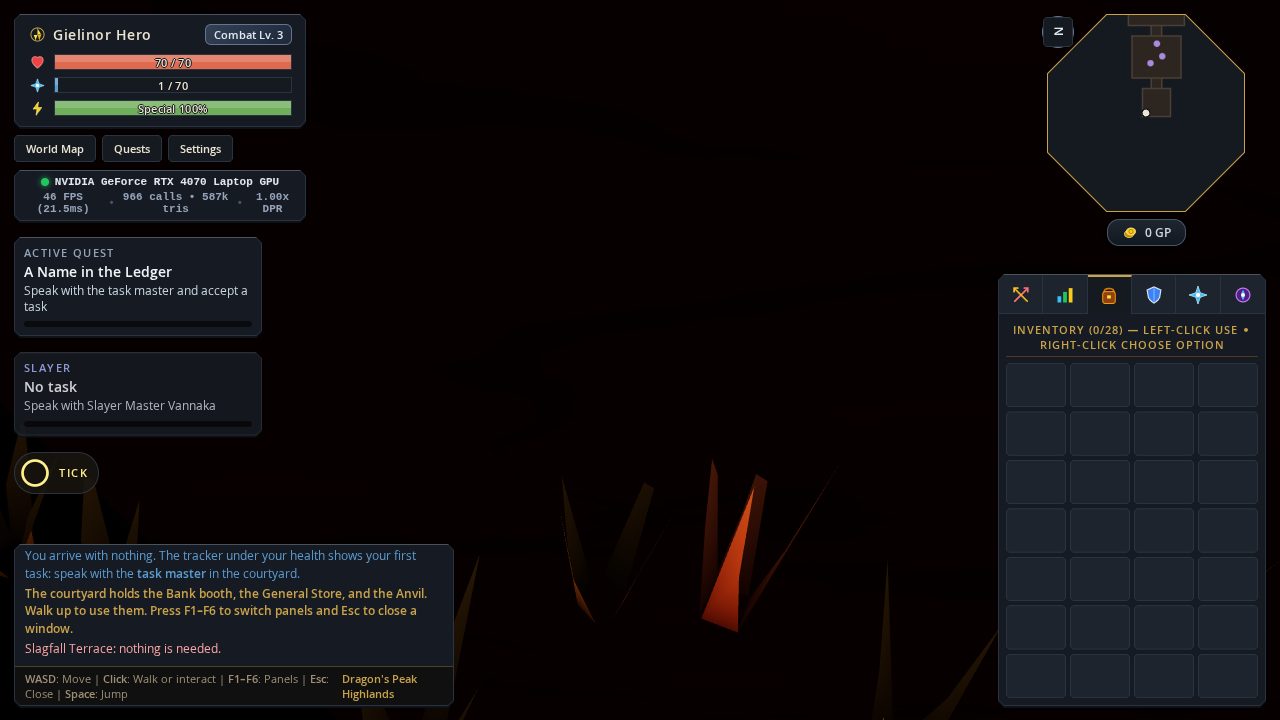 Gielinor Hero
Combat Lv. 3
70 / 70
1 / 70
Special 100%
World Map
Quests
Settings
NVIDIA GeForce RTX 4070 Laptop GPU
46 FPS (21.5ms) • 966 calls • 587k tris • 1.00x DPR
ACTIVE QUEST
A Name in the Ledger
Speak with the task master and accept a
task
SLAYER
No task
Speak with Slayer Master Vannaka
TICK
You arrive with nothing. The tracker under your health shows your first
task: speak with the task master in the courtyard.
The courtyard holds the Bank booth, the General Store, and the Anvil.
Walk up to use them. Press F1–F6 to switch panels and Esc to close a
window.
Slagfall Terrace: nothing is needed.
WASD: Move | Click: Walk or interact | F1–F6: Panels | Esc:
Close | Space: Jump
Dragon's Peak
Highlands
N
0 GP
INVENTORY (0/28) — LEFT-CLICK USE •
RIGHT-CLICK CHOOSE OPTION